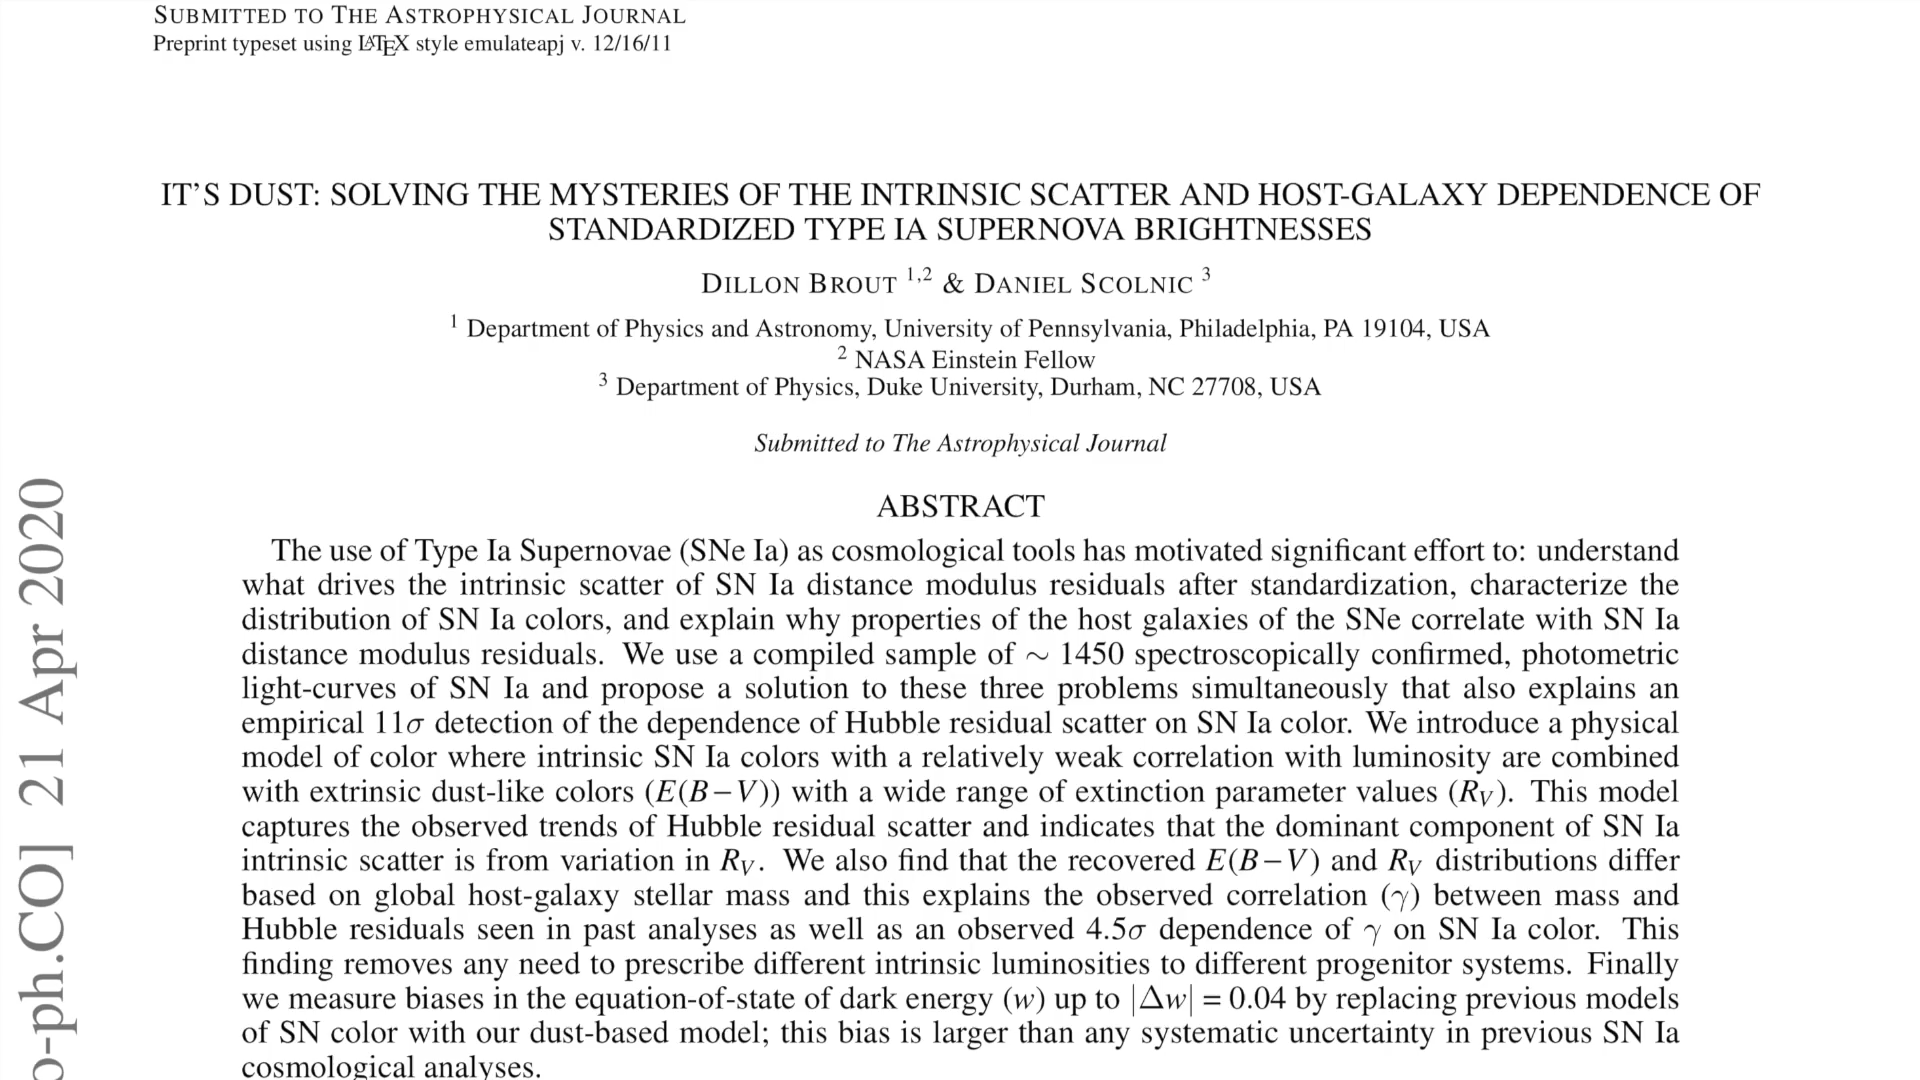 SUBMITTED TO THE ASTROPHYSICAL JOURNAL
Preprint typeset using LATEX style emulateapj v. 12/16/11
IT'S DUST: SOLVING THE MYSTERIES OF THE INTRINSIC SCATTER AND HOST-GALAXY DEPENDENCE OF
STANDARDIZED TYPE IA SUPERNOVA BRIGHTNESSES
DILLON BROUT 1,2 & DANIEL SCOLNIC 3
1 Department of Physics and Astronomy, University of Pennsylvania, Philadelphia, PA 19104, USA
2 NASA Einstein Fellow
3 Department of Physics, Duke University, Durham, NC 27708, USA
Submitted to The Astrophysical Journal
ABSTRACT
The use of Type Ia Supernovae (SNe Ia) as cosmological tools has motivated significant effort to: understand
what drives the intrinsic scatter of SN Ia distance modulus residuals after standardization, characterize the
distribution of SN Ia colors, and explain why properties of the host galaxies of the SNe correlate with SN Ia
distance modulus residuals. We use a compiled sample of ∼ 1450 spectroscopically confirmed, photometric
light-curves of SN Ia and propose a solution to these three problems simultaneously that also explains an
empirical 11σ detection of the dependence of Hubble residual scatter on SN Ia color. We introduce a physical
model of color where intrinsic SN Ia colors with a relatively weak correlation with luminosity are combined
with extrinsic dust-like colors (E(B−V)) with a wide range of extinction parameter values (RV). This model
captures the observed trends of Hubble residual scatter and indicates that the dominant component of SN Ia
intrinsic scatter is from variation in RV. We also find that the recovered E(B−V) and RV distributions differ
based on global host-galaxy stellar mass and this explains the observed correlation (γ) between mass and
Hubble residuals seen in past analyses as well as an observed 4.5σ dependence of γ on SN Ia color. This
finding removes any need to prescribe different intrinsic luminosities to different progenitor systems. Finally
we measure biases in the equation-of-state of dark energy (w) up to |Δw| = 0.04 by replacing previous models
of SN color with our dust-based model; this bias is larger than any systematic uncertainty in previous SN Ia
cosmological analyses.
o-ph.CO] 21 Apr 2020